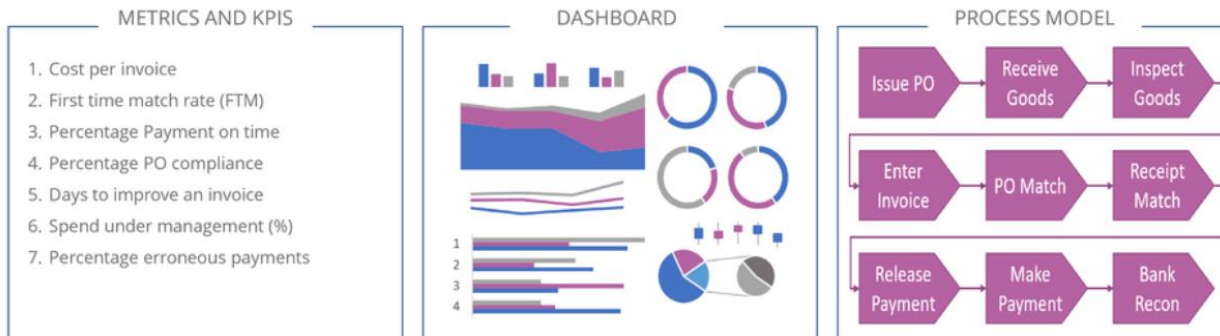 METRICS AND KPIS
1. Cost per invoice
2. First time match rate (FTM)
3. Percentage Payment on time
4. Percentage PO compliance
5. Days to improve an invoice
6. Spend under management (%)
7. Percentage erroneous payments
DASHBOARD
1
2
3
4
PROCESS MODEL
Issue PO
Receive
Goods
Inspect
Goods
Enter
Invoice
PO Match
Receipt
Match
Release
Payment
Make
Payment
Bank
Recon